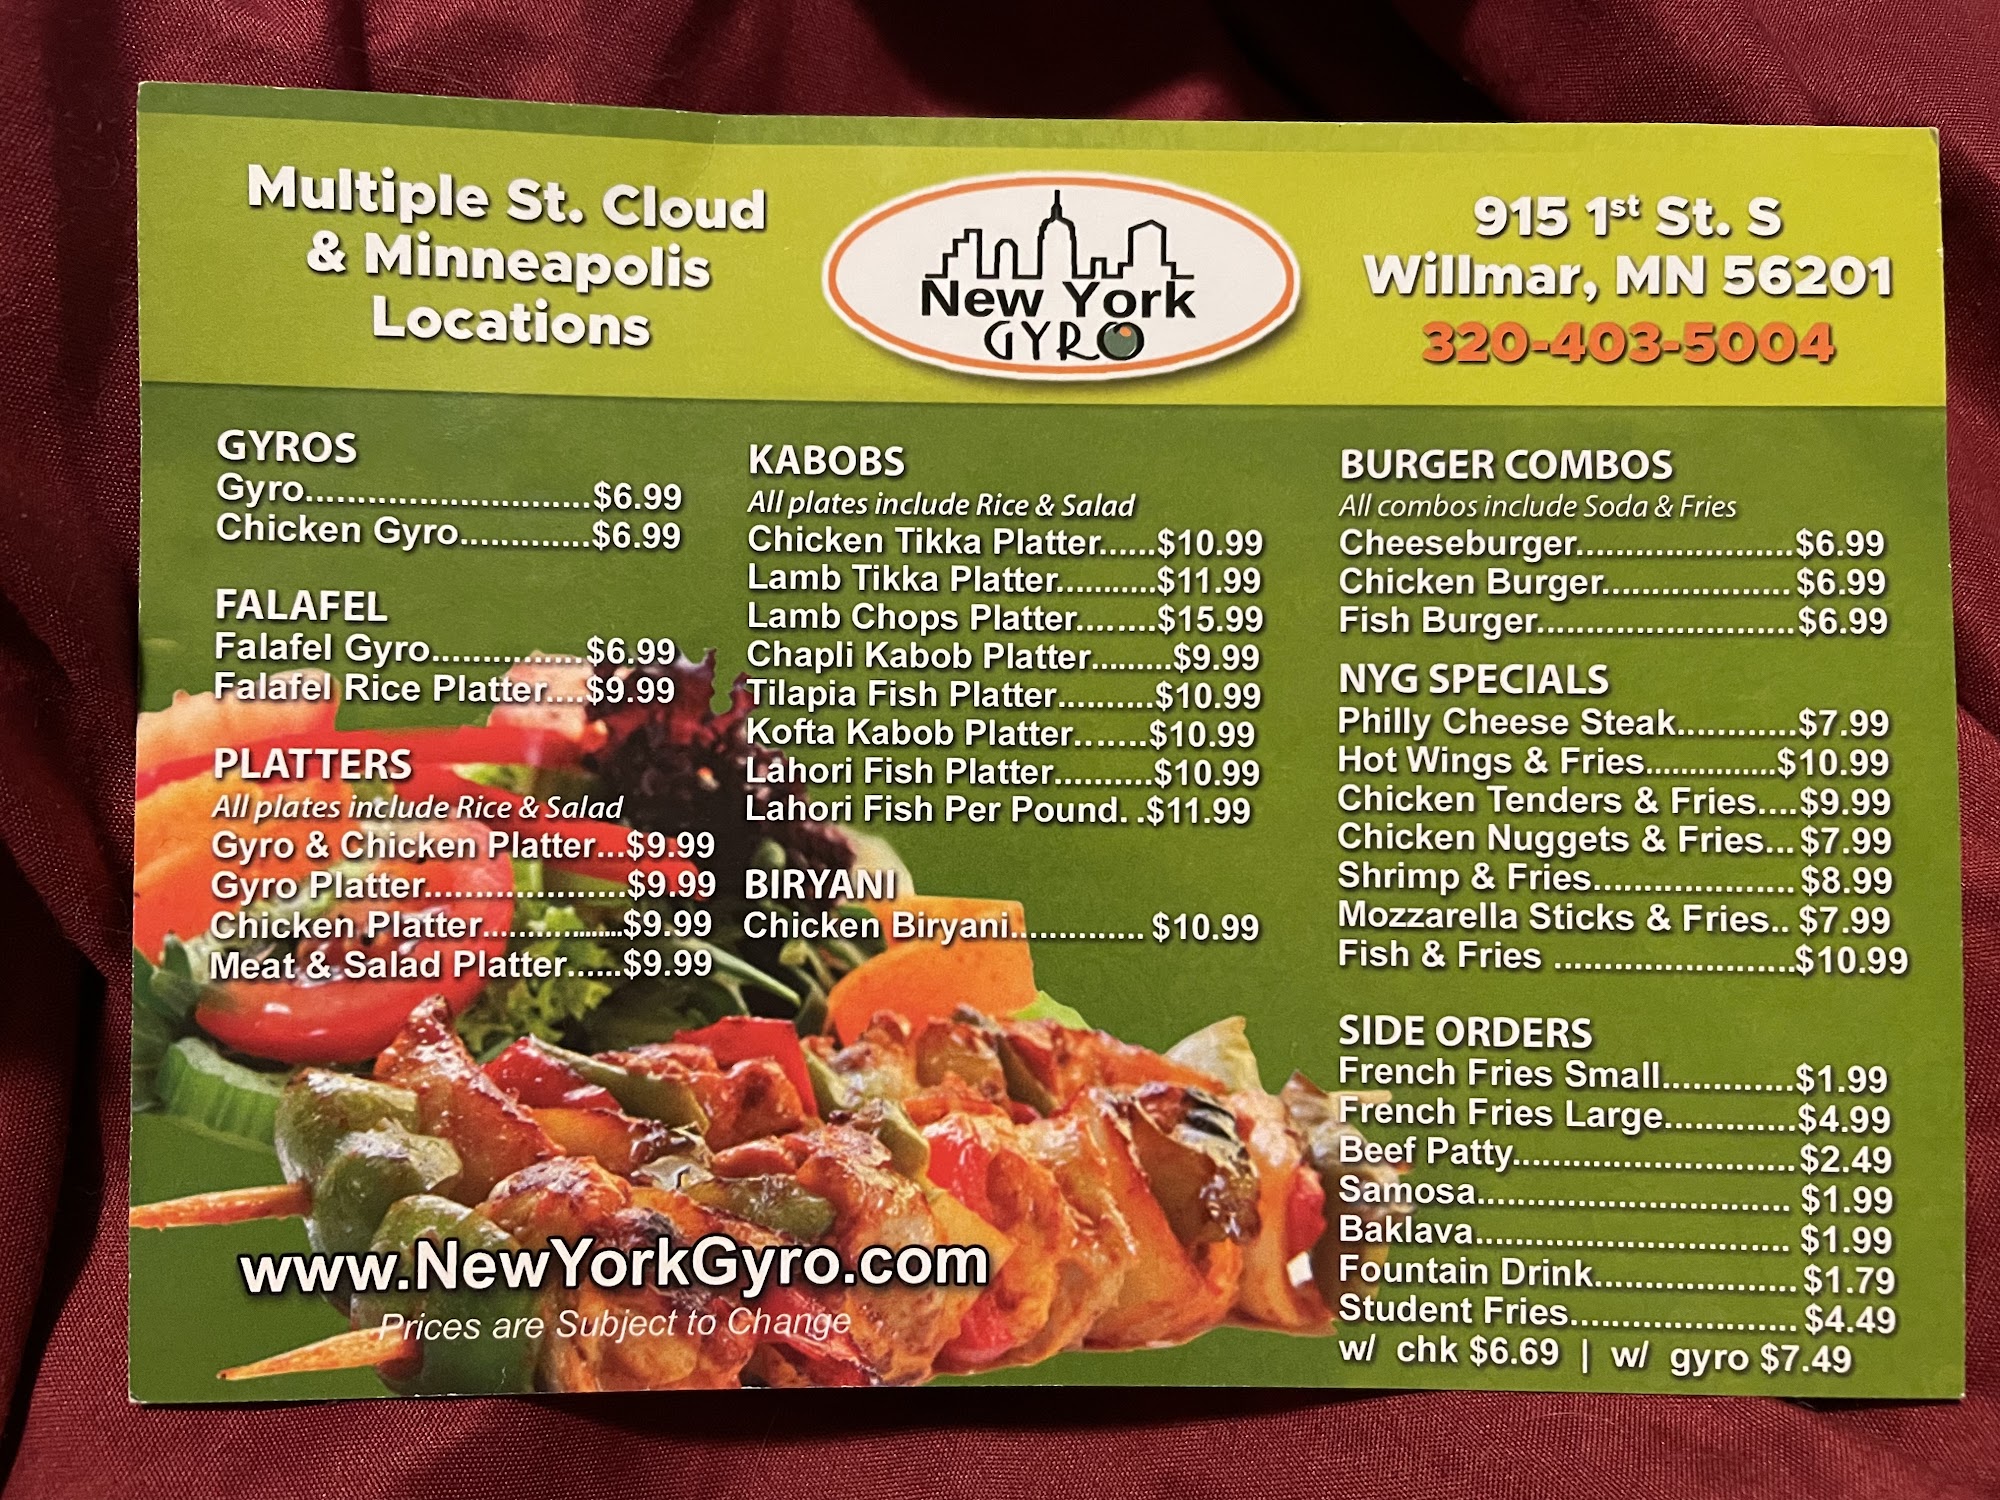 Multiple St. Cloud
& Minneapolis
Locations
New York
GYRO
915 1st St. S
Willmar, MN 56201
320-403-5004
GYROS
Gyro............................$6.99
Chicken Gyro.............$6.99
FALAFEL
Falafel Gyro...............$6.99
Falafel Rice Platter....$9.99
PLATTERS
All plates include Rice & Salad
Gyro & Chicken Platter...$9.99
Gyro Platter....................$9.99
Chicken Platter...............$9.99
Meat & Salad Platter......$9.99
KABOBS
All plates include Rice & Salad
Chicken Tikka Platter......$10.99
Lamb Tikka Platter..........$11.99
Lamb Chops Platter........$15.99
Chapli Kabob Platter.........$9.99
Tilapia Fish Platter..........$10.99
Kofta Kabob Platter.......$10.99
Lahori Fish Platter..........$10.99
Lahori Fish Per Pound. .$11.99
BIRYANI
Chicken Biryani............. $10.99
BURGER COMBOS
All combos include Soda & Fries
Cheeseburger.....................$6.99
Chicken Burger................... $6.99
Fish Burger.........................$6.99
NYG SPECIALS
Philly Cheese Steak............$7.99
Hot Wings & Fries...............$10.99
Chicken Tenders & Fries....$9.99
Chicken Nuggets & Fries...$7.99
Shrimp & Fries.................... $8.99
Mozzarella Sticks & Fries.. $7.99
Fish & Fries ........................$10.99
SIDE ORDERS
French Fries Small.............$1.99
French Fries Large.............$4.99
Beef Patty............................$2.49
Samosa............................... $1.99
Baklava............................... $1.99
Fountain Drink.................... $1.79
Student Fries...................... $4.49
w/ chk $6.69 | w/ gyro $7.49
www.NewYorkGyro.com
Prices are Subject to Change